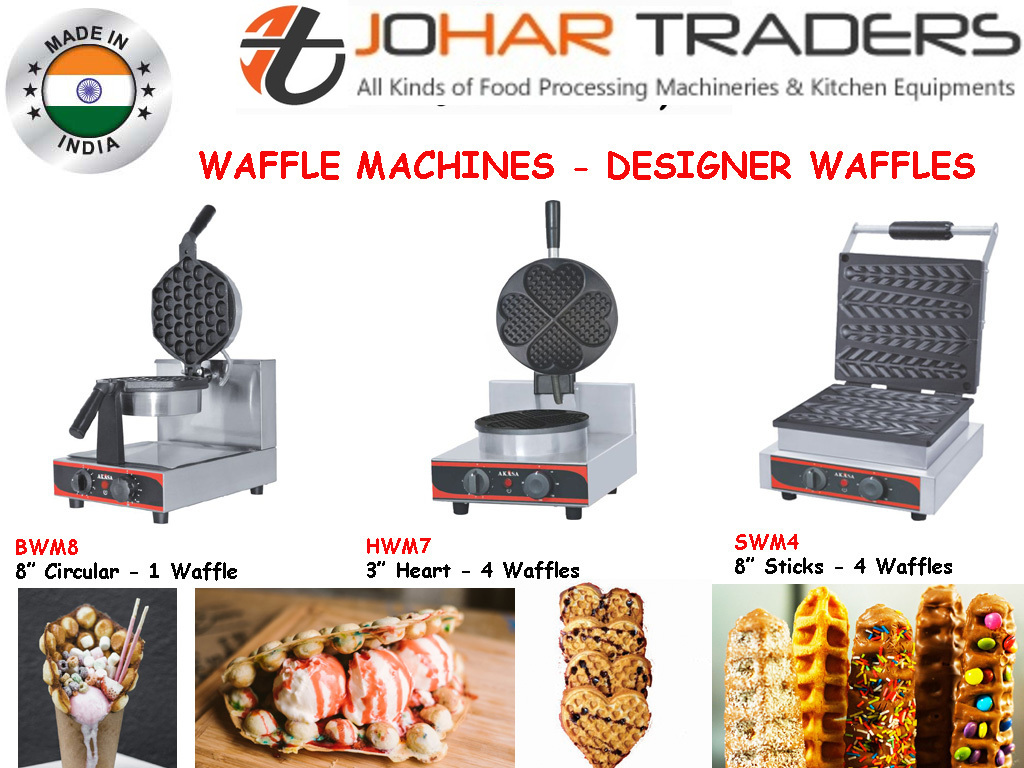 MADE IN
INDIA
JOHAR TRADERS
All Kinds of Food Processing Machineries & Kitchen Equipments
WAFFLE MACHINES - DESIGNER WAFFLES
AKASA
AKASA
AKASA
BWM8
8” Circular - 1 Waffle
HWM7
3” Heart - 4 Waffles
SWM4
8” Sticks - 4 Waffles